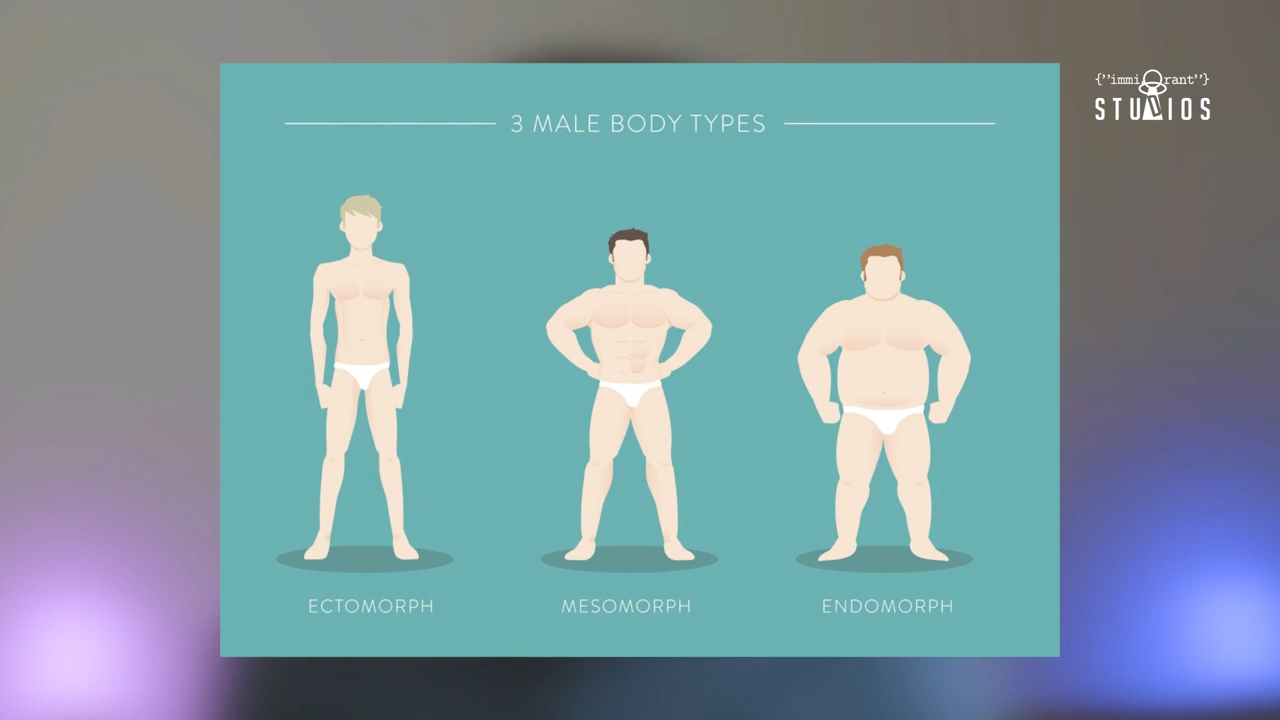 3 MALE BODY TYPES
{"immigrant"}
STUDIOS
ECTOMORPH
MESOMORPH
ENDOMORPH